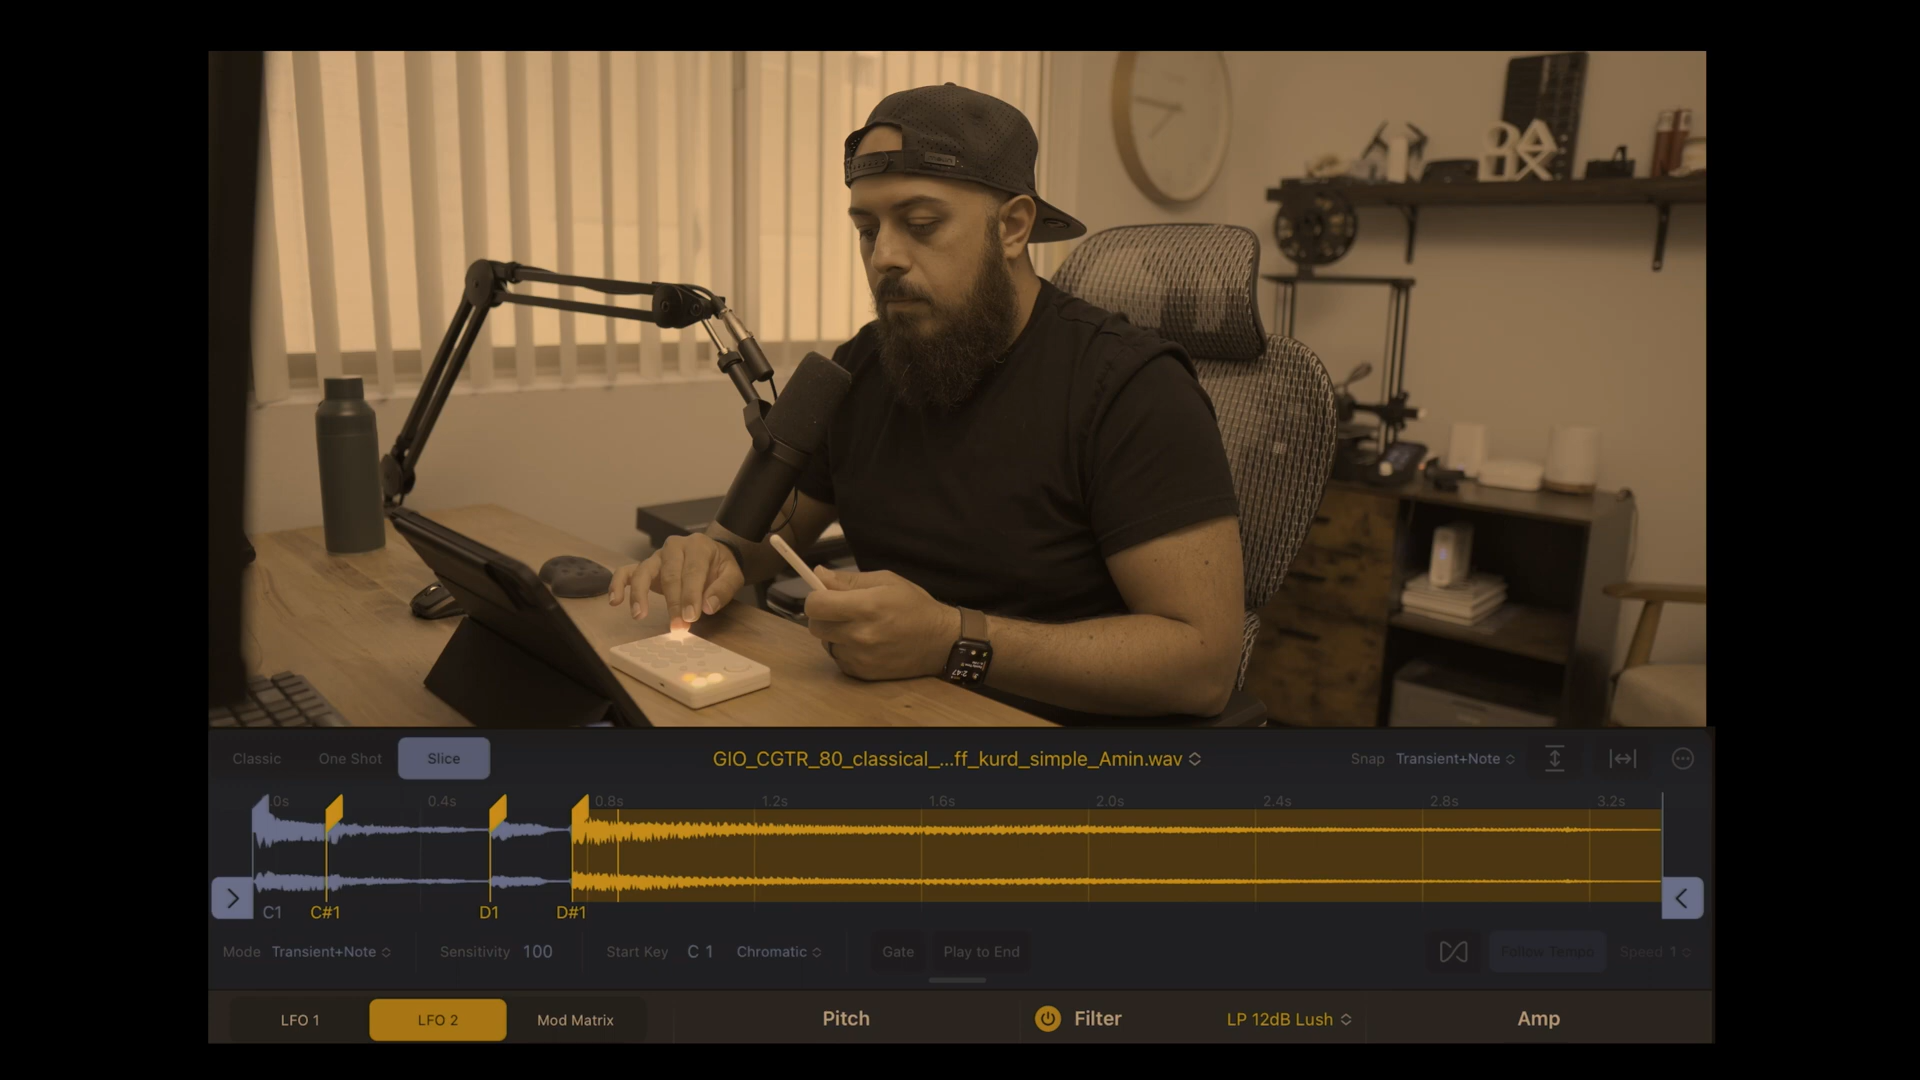 Classic One Shot Slice GIO_CGTR_80_classical_...ff_kurd_simple_Amin.wav Snap Transient+Note
0s 0.4s 0.8s 1.2s 1.6s 2.0s 2.4s 2.8s 3.2s
C1 C#1 D1 D#1
Mode Transient+Note Sensitivity 100 Start Key C 1 Chromatic Gate Play to End Follow Tempo Speed 1
LFO 1 LFO 2 Mod Matrix Pitch Filter LP 12dB Lush Amp